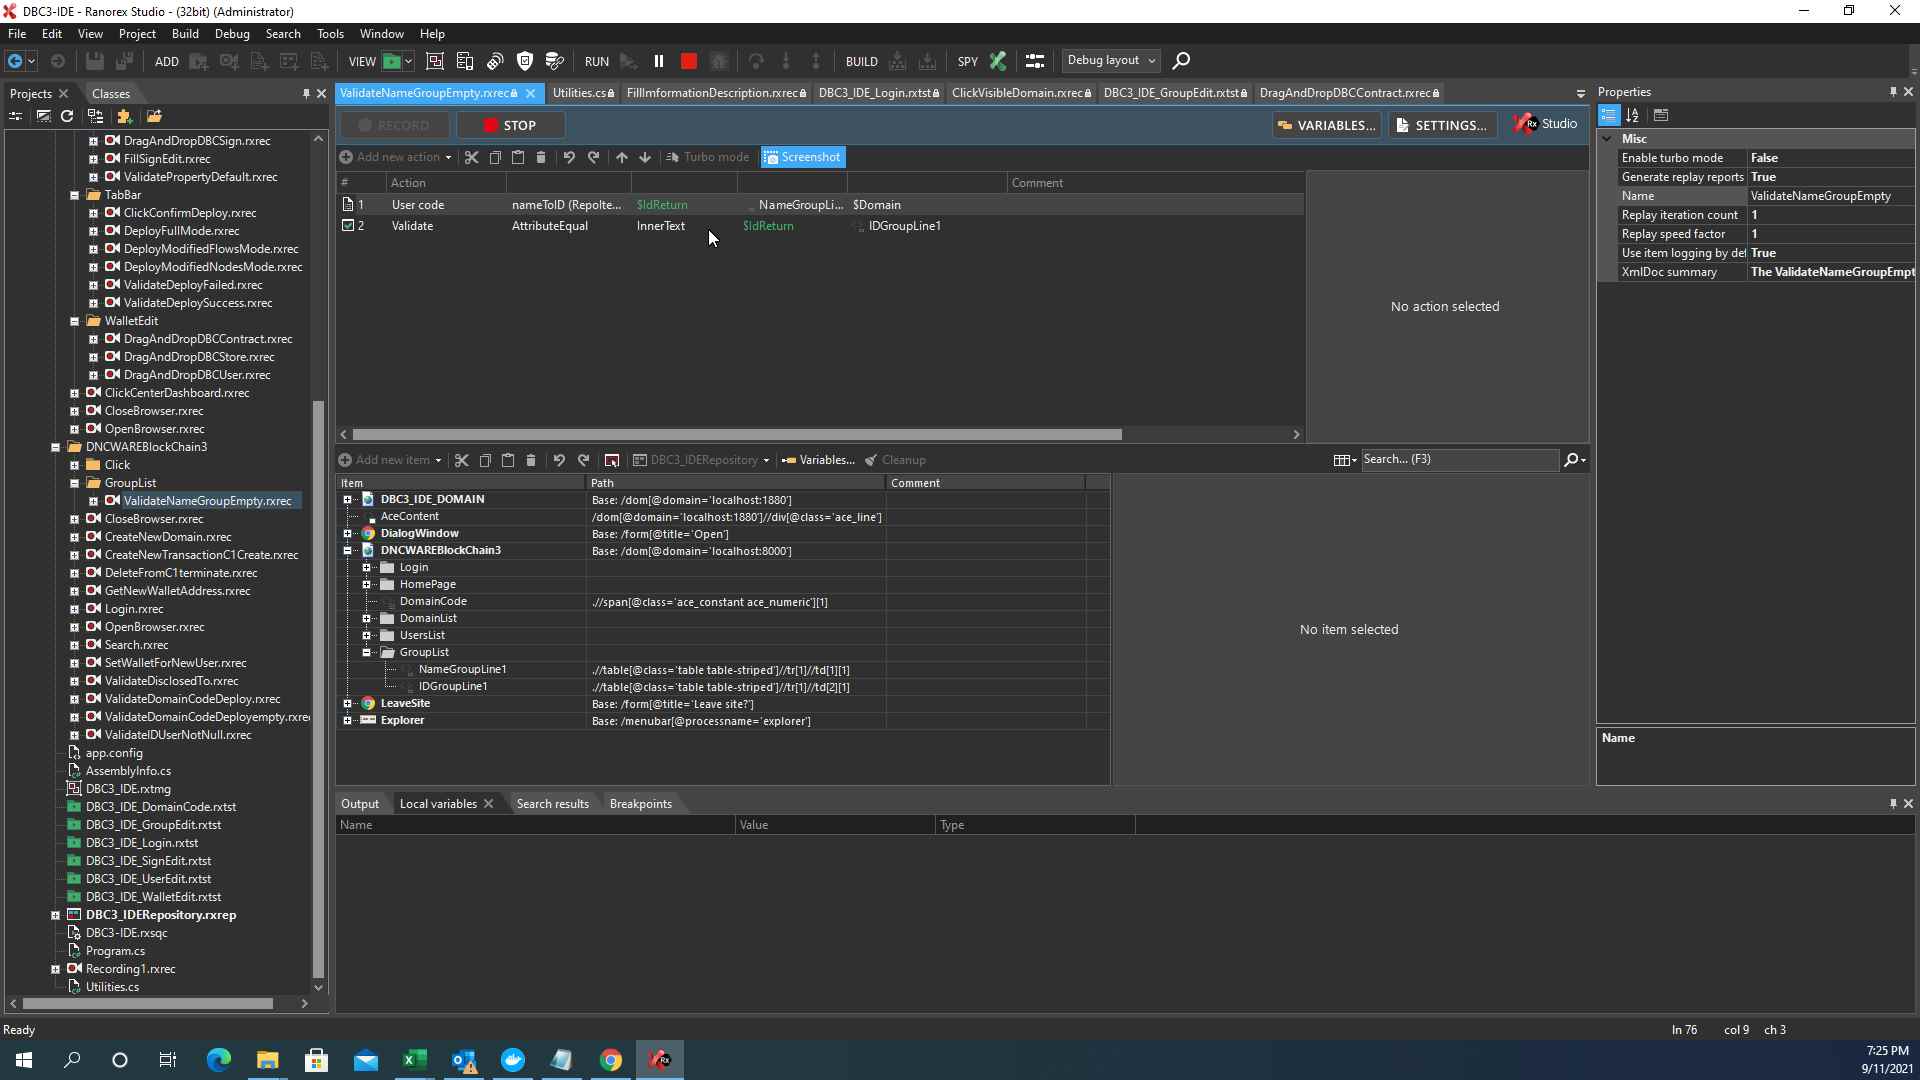 DBC3-IDE - Ranorex Studio - (32bit) (Administrator)
File Edit View Project Build Debug Search Tools Window Help
ADD VIEW RUN BUILD SPY Debug layout
Projects Classes
ValidateNameGroupEmpty.rxrec Utilities.cs FillImformationDescription.rxrec DBC3_IDE_Login.rxtst ClickVisibleDomain.rxrec DBC3_IDE_GroupEdit.rxtst DragAndDropDBCContract.rxrec
Properties
RECORD STOP VARIABLES... SETTINGS... Rx Studio
Add new action Turbo mode Screenshot
# Action Comment
1 User code nameToID (RepoIte... $IdReturn NameGroupLi... $Domain
2 Validate AttributeEqual InnerText $IdReturn IDGroupLine1
No action selected
Misc
Enable turbo mode False
Generate replay reports True
Name ValidateNameGroupEmpty
Replay iteration count 1
Replay speed factor 1
Use item logging by def True
XmlDoc summary The ValidateNameGroupEmpt
Name
DragAndDropDBCSign.rxrec
FillSignEdit.rxrec
ValidatePropertyDefault.rxrec
TabBar
ClickConfirmDeploy.rxrec
DeployFullMode.rxrec
DeployModifiedFlowsMode.rxrec
DeployModifiedNodesMode.rxrec
ValidateDeployFailed.rxrec
ValidateDeploySuccess.rxrec
WalletEdit
DragAndDropDBCContract.rxrec
DragAndDropDBCStore.rxrec
DragAndDropDBCUser.rxrec
ClickCenterDashboard.rxrec
CloseBrowser.rxrec
OpenBrowser.rxrec
DNCWAREBlockChain3
Click
GroupList
ValidateNameGroupEmpty.rxrec
CloseBrowser.rxrec
CreateNewDomain.rxrec
CreateNewTransactionC1Create.rxrec
DeleteFromC1terminate.rxrec
GetNewWalletAddress.rxrec
Login.rxrec
OpenBrowser.rxrec
Search.rxrec
SetWalletForNewUser.rxrec
ValidateDisclosedTo.rxrec
ValidateDomainCodeDeploy.rxrec
ValidateDomainCodeDeployempty.rxre
ValidateIDUserNotNull.rxrec
app.config
AssemblyInfo.cs
DBC3_IDE.rxtmg
DBC3_IDE_DomainCode.rxtst
DBC3_IDE_GroupEdit.rxtst
DBC3_IDE_Login.rxtst
DBC3_IDE_SignEdit.rxtst
DBC3_IDE_UserEdit.rxtst
DBC3_IDE_WalletEdit.rxtst
DBC3_IDERepository.rxrep
DBC3-IDE.rxsqc
Program.cs
Recording1.rxrec
Utilities.cs
Add new item DBC3_IDERepository Variables... Cleanup Search... (F3)
Item Path Comment
DBC3_IDE_DOMAIN Base: /dom[@domain='localhost:1880']
AceContent /dom[@domain='localhost:1880']//div[@class='ace_line']
DialogWindow Base: /form[@title='Open']
DNCWAREBlockChain3 Base: /dom[@domain='localhost:8000']
Login
HomePage
DomainCode .//span[@class='ace_constant ace_numeric'][1]
DomainList
UsersList
GroupList
NameGroupLine1 .//table[@class='table table-striped']//tr[1]//td[1][1]
IDGroupLine1 .//table[@class='table table-striped']//tr[1]//td[2][1]
LeaveSite Base: /form[@title='Leave site?']
Explorer Base: /menubar[@processname='explorer']
No item selected
Output Local variables Search results Breakpoints
Name Value Type
Ready ln 76 col 9 ch 3
7:25 PM
9/11/2021